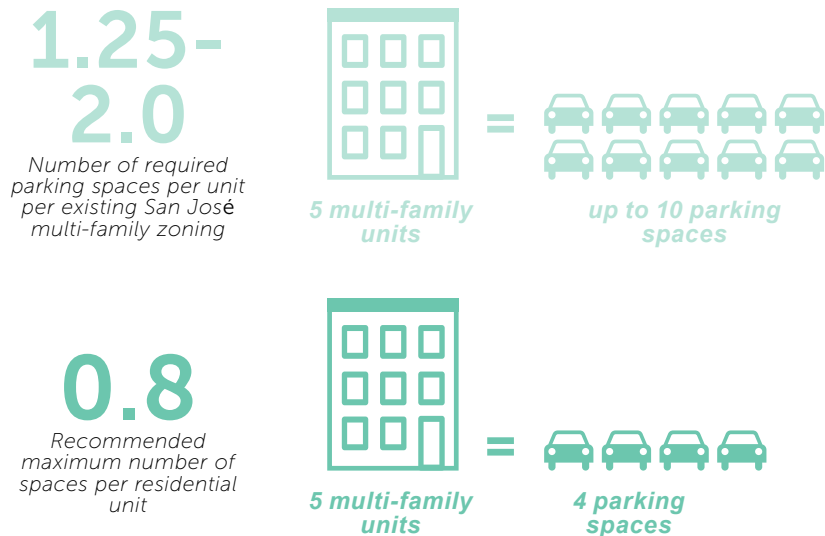 1.25-
2.0
Number of required
parking spaces per unit
per existing San José
multi-family zoning
=
5 multi-family
units
up to 10 parking
spaces
0.8
Recommended
maximum number of
spaces per residential
unit
=
5 multi-family
units
4 parking
spaces